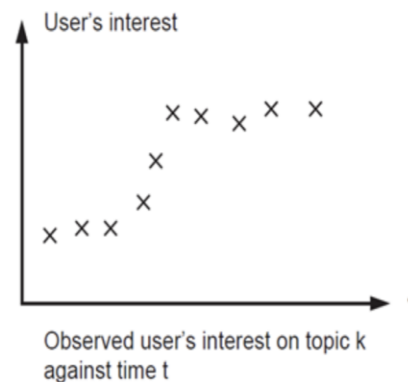 User's interest
Observed user's interest on topic k
against time t